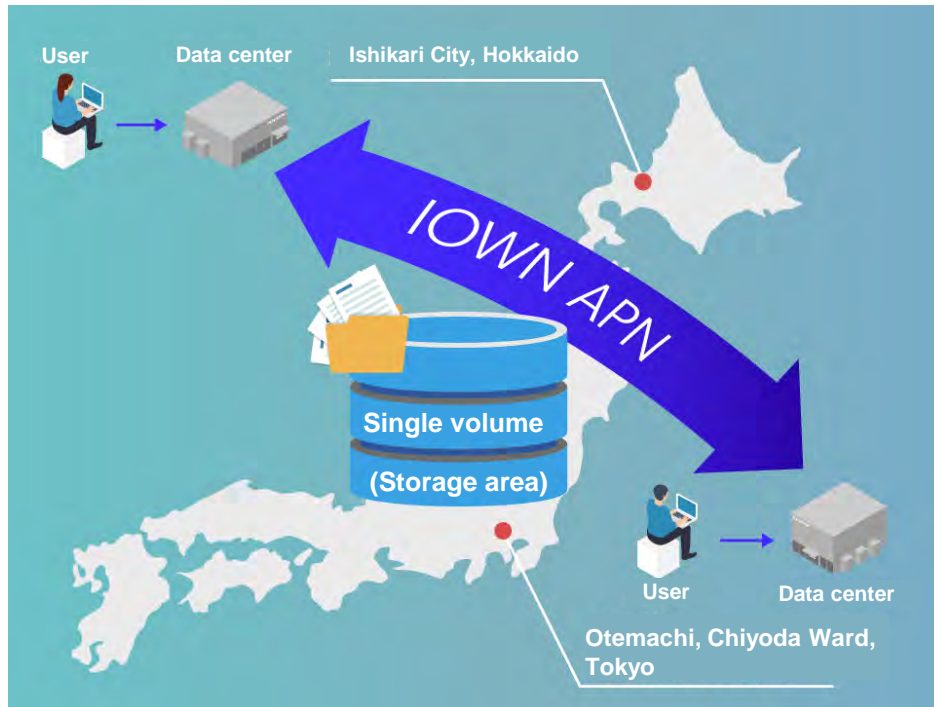 User
Data center
Ishikari City, Hokkaido
IOWN APN
Single volume
(Storage area)
User
Data center
Otemachi, Chiyoda Ward,
Tokyo